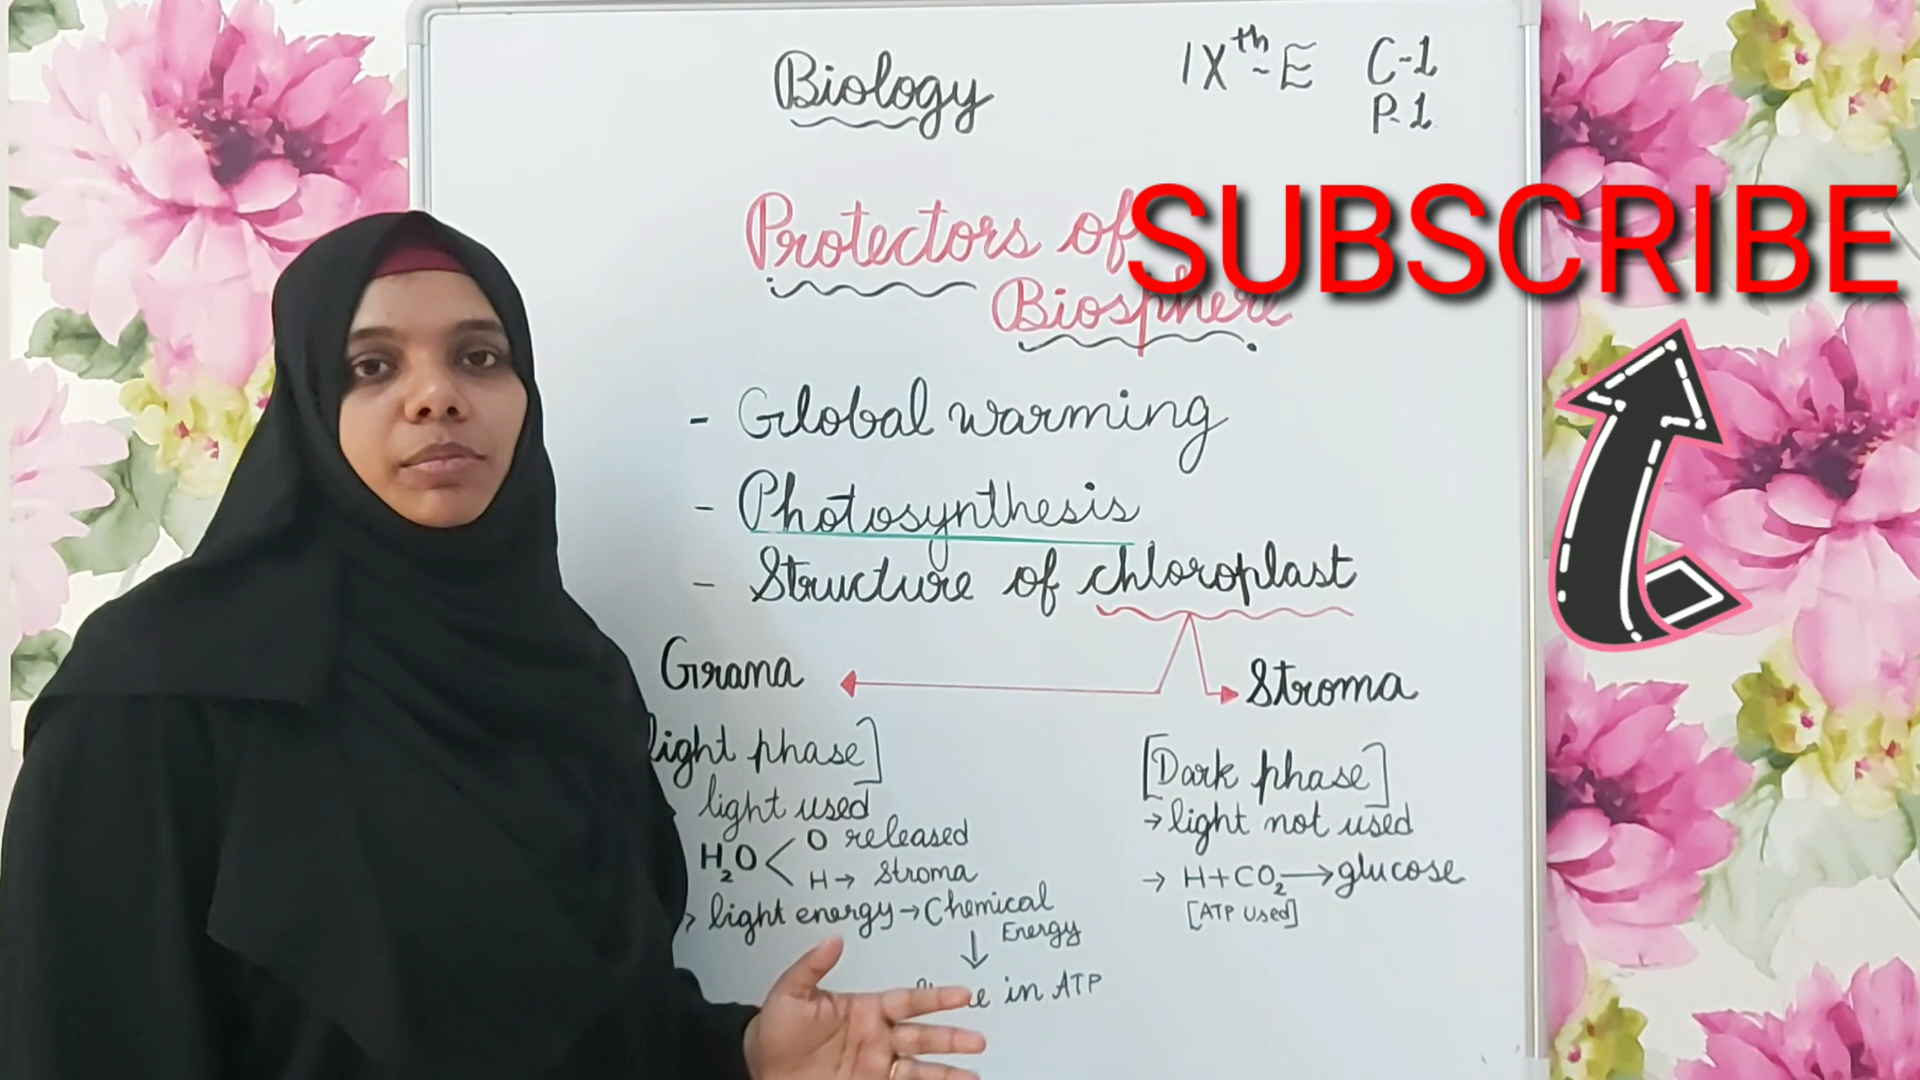 Biology
IXth-E C-1
P-1
SUBSCRIBE
Protectors of
Biosphere
- Global warming
- Photosynthesis
- Structure of chloroplast
Grana
Stroma
light phase]
light used
H2O < O released
H→ Stroma
→ light energy → Chemical
Energy
↓
in ATP
[Dark phase]
→ light not used
→ H+CO2 → glucose
[ATP used]